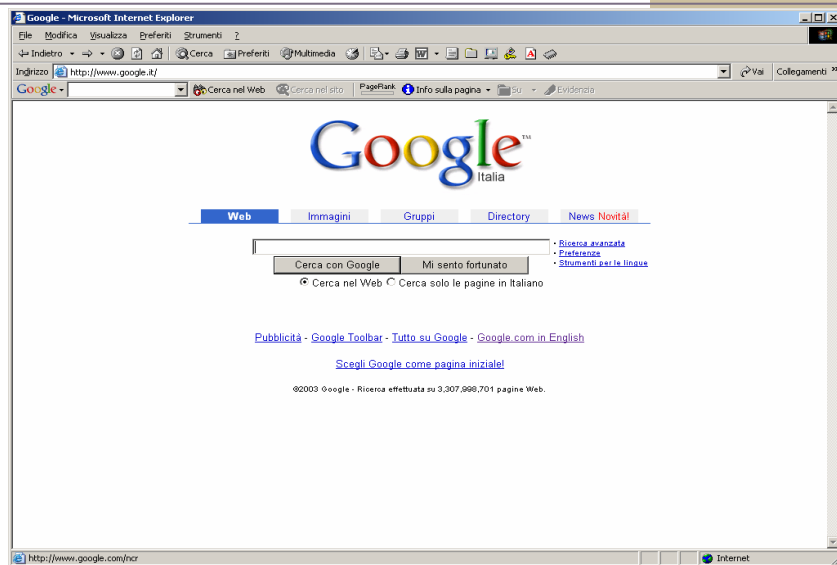 Google - Microsoft Internet Explorer
File Modifica Visualizza Preferiti Strumenti ?
Indietro Cerca Preferiti Multimedia
Indirizzo http://www.google.it/ Vai Collegamenti »
Google Cerca nel Web Cerca nel sito PageRank Info sulla pagina Su Evidenzia
Google™
Italia
Web Immagini Gruppi Directory News Novità!
• Ricerca avanzata
• Preferenze
• Strumenti per le lingue
Cerca con Google Mi sento fortunato
Cerca nel Web Cerca solo le pagine in Italiano
Pubblicità - Google Toolbar - Tutto su Google - Google.com in English
Scegli Google come pagina iniziale!
©2003 Google - Ricerca effettuata su 3,307,998,701 pagine Web.
http://www.google.com/ncr Internet